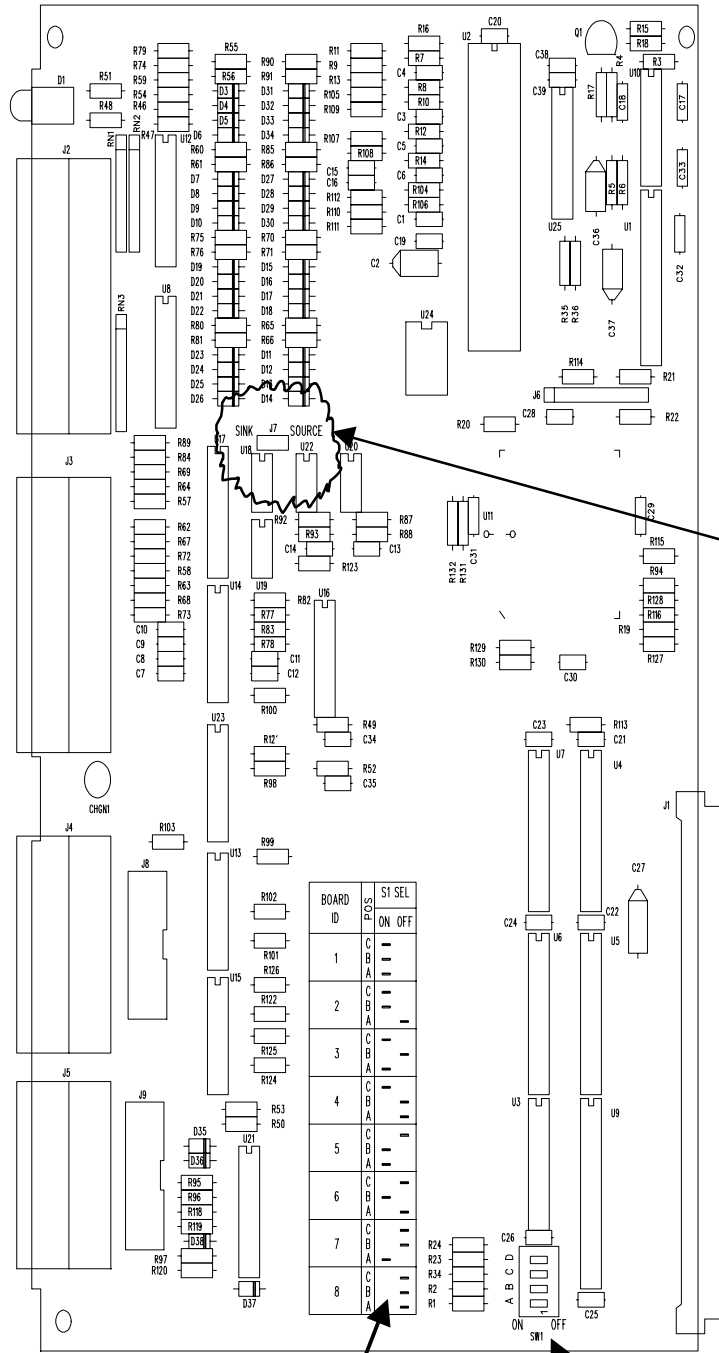 R16
C20
R79
R55
R90
R11
U2
Q1
R15
R74
R9
R7
C38
R18
D1
R51
R59
R56
R91
R13
C4
R4
U10
R3
R54
D3
D31
R105
R8
C39
R17
C18
C17
R48
R46
D4
D32
R109
R10
RN1
RN2
D5
D33
C3
R47
U12
D6
D34
R107
R12
J2
R60
R85
R108
C5
C33
R61
R86
C15
R14
D7
D27
C16
C6
D8
D28
R112
R104
R5
R6
D9
D29
R110
R106
D10
D30
R111
C1
U25
C36
U1
R75
R70
C19
C32
R76
R71
C2
D19
D15
D20
D16
U8
D21
D17
R35
R36
C37
RN3
D22
D18
U24
R80
R65
R81
R66
D23
D11
R114
D24
D12
R21
D25
D13
J6
D26
D14
C28
SINK
J7
SOURCE
R20
R22
R89
U17
U18
U22
U20
R84
J3
R69
R64
R57
R92
R87
U11
C29
R62
R93
R88
R115
R67
C14
C13
C31
R72
R123
R132
R131
R94
R58
U14
U19
U16
R63
R82
R128
R68
R77
R116
R73
R83
R19
C10
R78
R129
R127
C9
C11
R130
C30
C8
C12
C7
R100
U23
R49
C23
R113
C34
C21
R12'
U7
U4
R52
R98
C35
CHGN1
J1
J4
R103
R99
J8
U13
C27
R102
BOARD
ID
POS
S1 SEL
ON OFF
C24
C22
R101
U6
U5
1
C
B
A
R126
U15
R122
2
C
B
A
R125
3
C
B
A
R124
J5
4
C
B
A
U3
U9
J9
R53
R50
D35
U21
5
C
B
A
D36
R95
R96
6
C
B
A
R118
R119
D38
7
C
B
A
C26
R24
R97
R23
R120
R34
D
C
B
A
8
C
B
A
R2
D37
R1
1
C25
ON
OFF
SW1